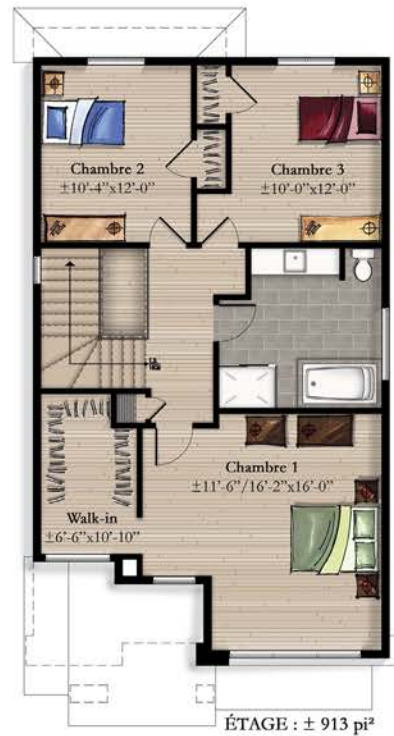 Chambre 2
±10'-4"x12'-0"
Chambre 3
±10'-0"x12'-0"
Chambre 1
±11'-6"/16'-2"x16'-0"
Walk-in
±6'-6"x10'-10"
ÉTAGE : ± 913 pi²